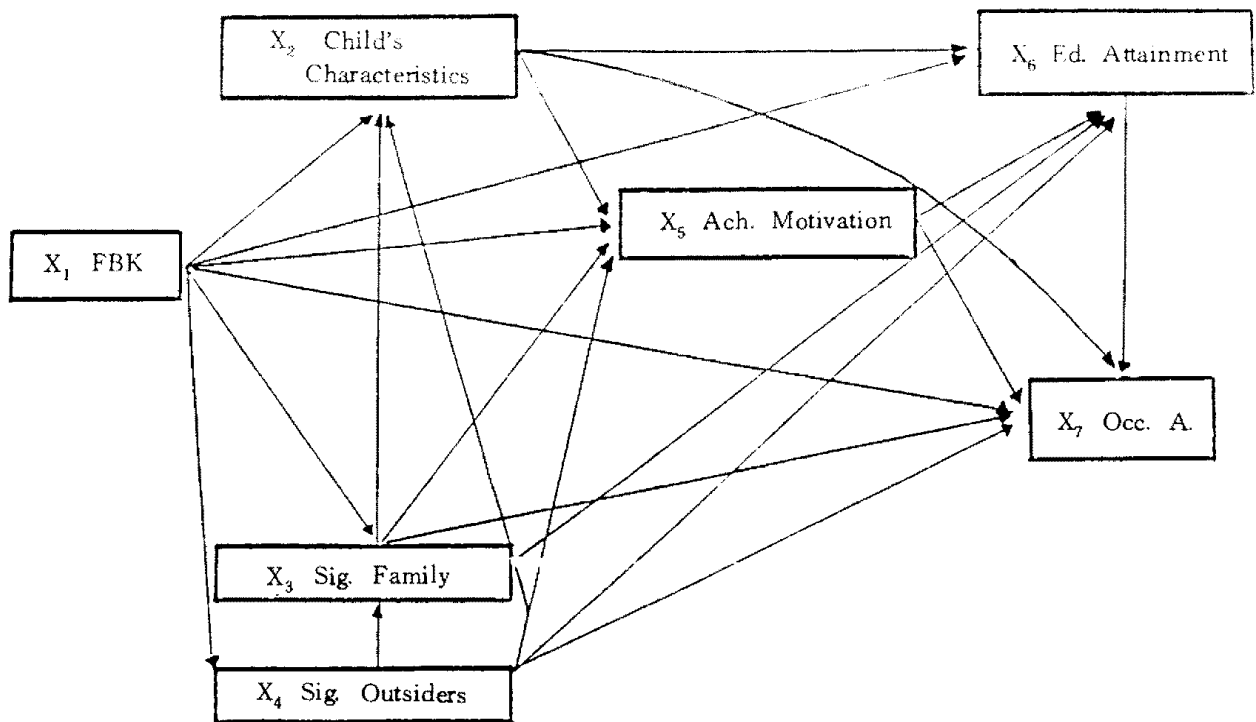 X2 Child's
Characteristics
X6 Ed. Attainment
X5 Ach. Motivation
X1 FBK
X7 Occ. A.
X3 Sig. Family
X4 Sig. Outsiders